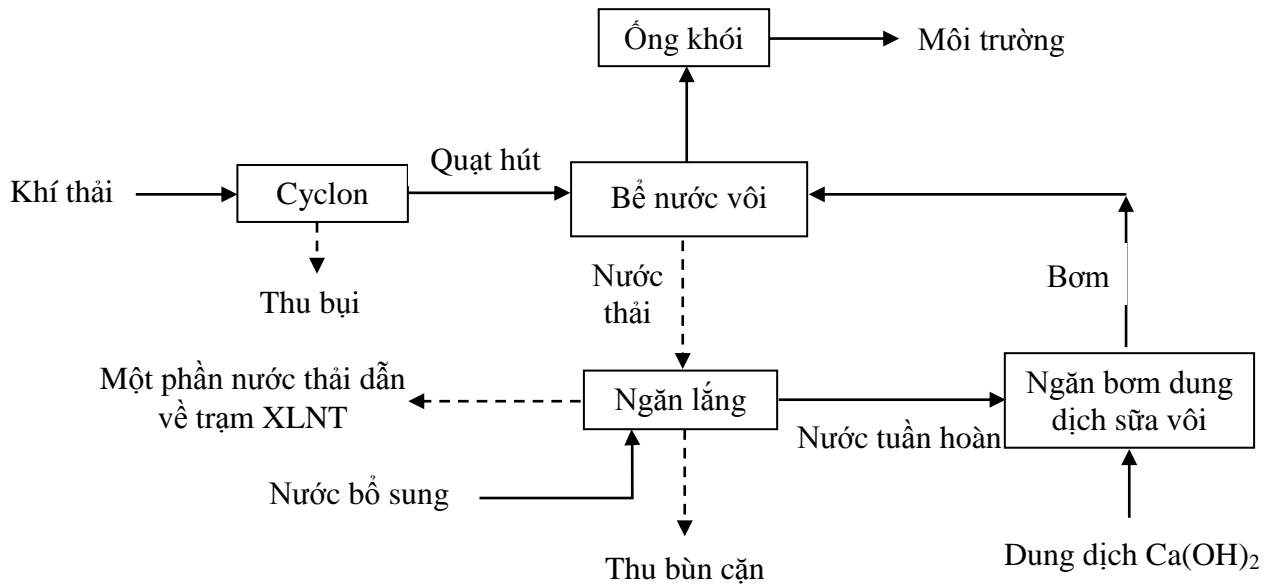 Ống khói
Môi trường
Quạt hút
Khí thải
Cyclon
Bể nước vôi
Thu bụi
Nước
thải
Bơm
Một phần nước thải dẫn
về trạm XLNT
Ngăn lắng
Ngăn bơm dung
dịch sữa vôi
Nước tuần hoàn
Nước bổ sung
Thu bùn cặn
Dung dịch Ca(OH)₂